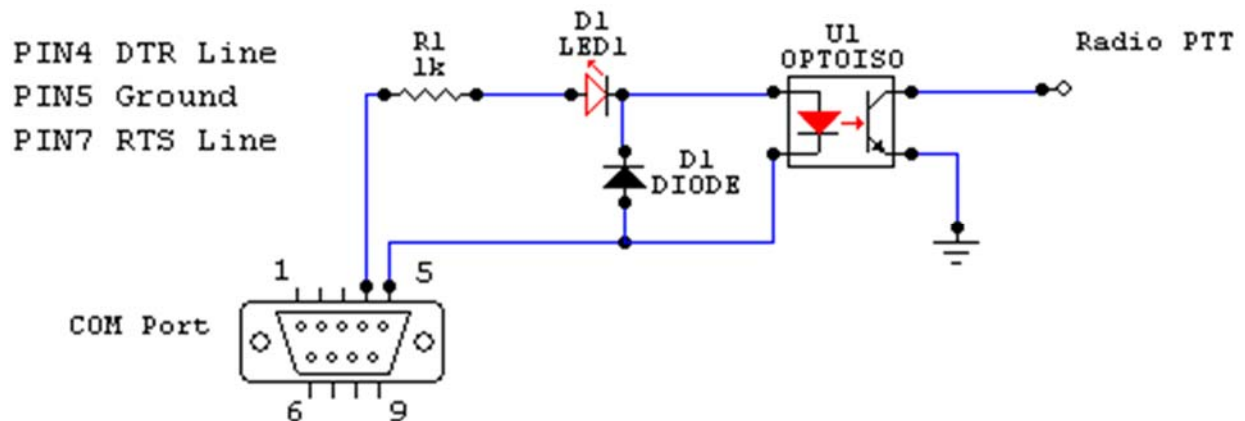 PIN4 DTR Line
PIN5 Ground
PIN7 RTS Line
R1
1k
D1
LED1
U1
OPTOISO
Radio PTT
D1
DIODE
1
5
COM Port
6
9